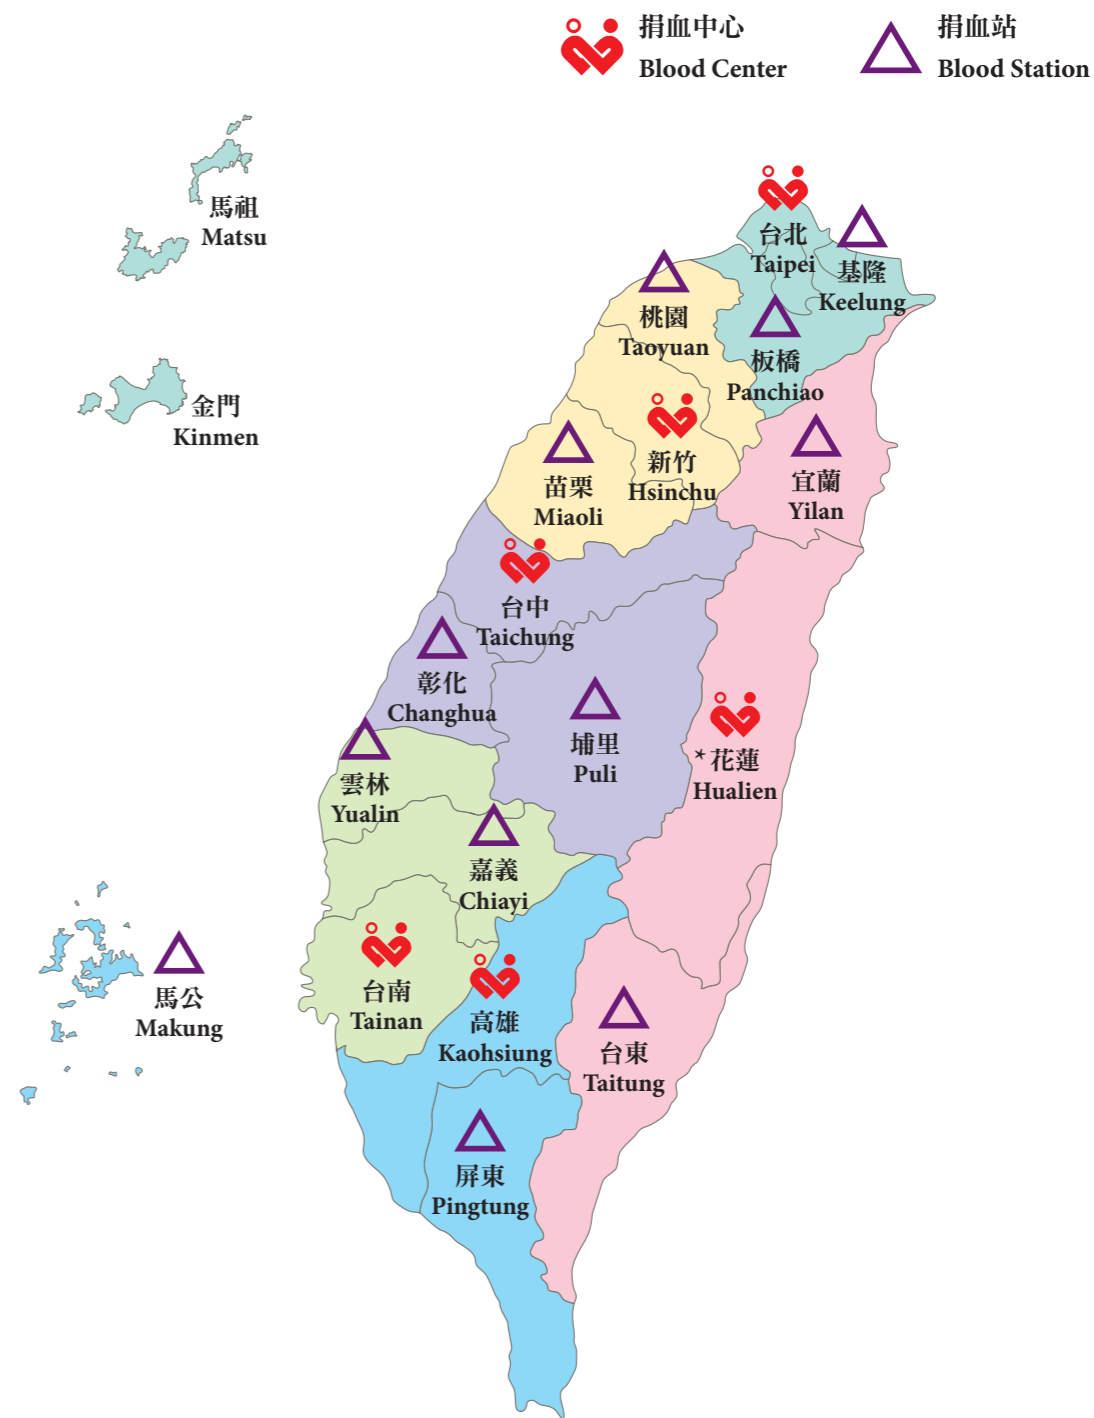 捐血中心
Blood Center
捐血站
Blood Station
馬祖
Matsu
台北
Taipei
基隆
Keelung
桃園
Taoyuan
板橋
Panchiao
金門
Kinmen
新竹
Hsinchu
宜蘭
Yilan
苗栗
Miaoli
台中
Taichung
彰化
Changhua
埔里
Puli
*花蓮
Hualien
雲林
Yualin
嘉義
Chiayi
台南
Tainan
馬公
Makung
高雄
Kaohsiung
台東
Taitung
屏東
Pingtung